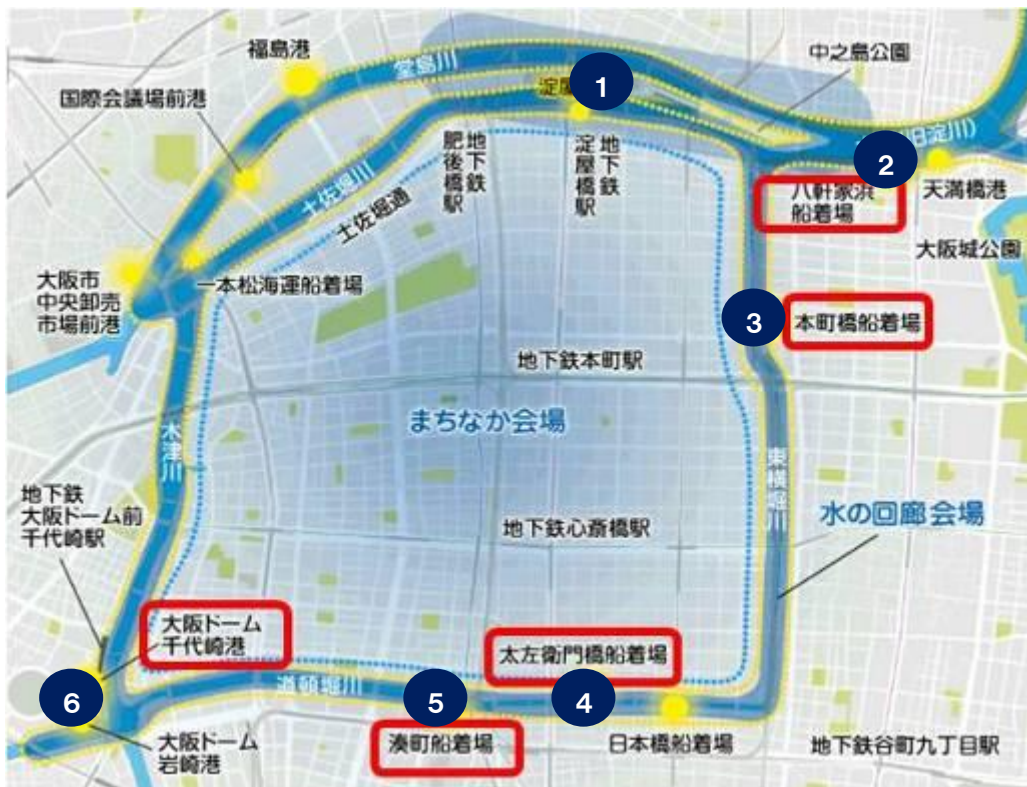 福島港
堂島川
中之島公園
国際会議場前港
1
土佐堀川
土佐堀通
地下鉄
肥後橋駅
地下鉄
淀屋橋駅
2
旧淀川)
八軒家浜
船着場
天満橋港
大阪城公園
大阪市
中央卸売
市場前港
一本松海運船着場
3
本町橋船着場
地下鉄本町駅
まちなか会場
木津川
東横堀川
地下鉄
大阪ドーム前
千代崎駅
地下鉄心斎橋駅
水の回廊会場
大阪ドーム
千代崎港
太左衛門橋船着場
6
道頓堀川
5
4
大阪ドーム
岩崎港
湊町船着場
日本橋船着場
地下鉄谷町九丁目駅